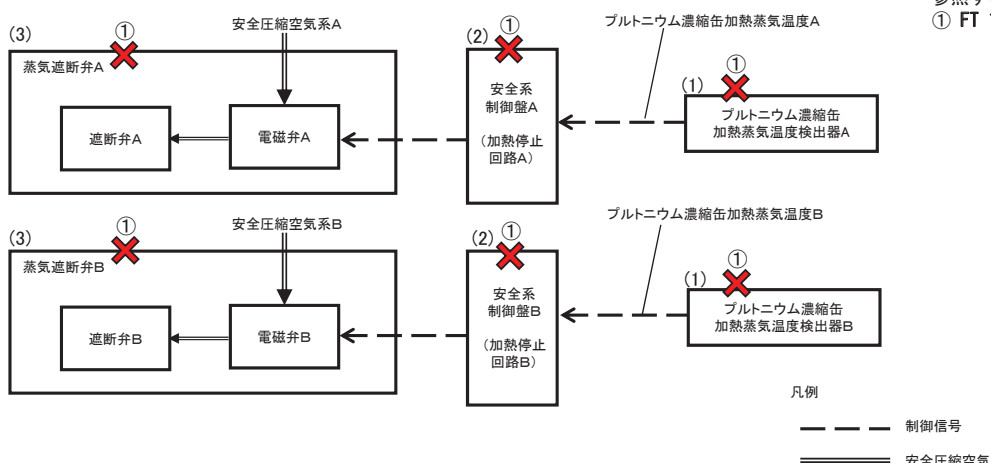 ① FT
(3)
①
安全圧縮空気系A
蒸気遮断弁A
遮断弁A
電磁弁A
(2)
①
安全系
制御盤A
(加熱停止
回路A)
プルトニウム濃縮缶加熱蒸気温度A
①
(1)
プルトニウム濃縮缶
加熱蒸気温度検出器A
(3)
①
安全圧縮空気系B
蒸気遮断弁B
遮断弁B
電磁弁B
(2)
①
安全系
制御盤B
(加熱停止
回路B)
プルトニウム濃縮缶加熱蒸気温度B
①
(1)
プルトニウム濃縮缶
加熱蒸気温度検出器B
凡例
制御信号
安全圧縮空気